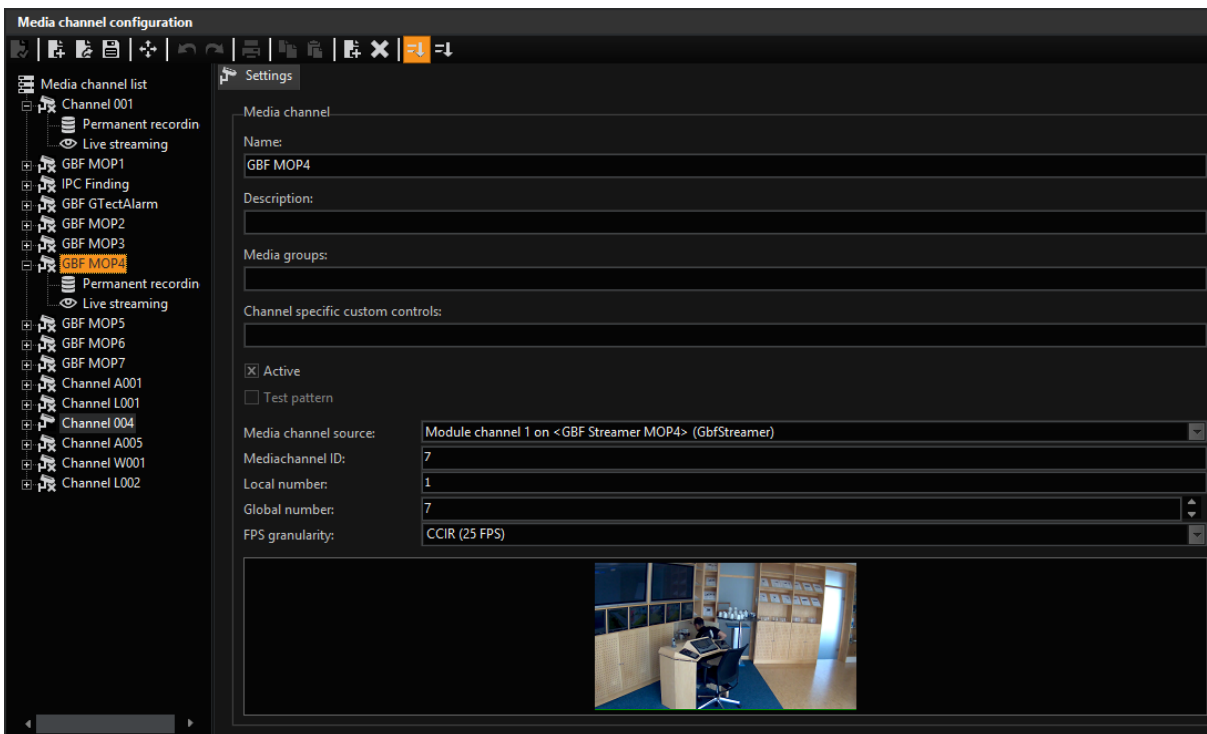 Media channel configuration
Media channel list
Channel 001
Permanent recordin
Live streaming
GBF MOP1
IPC Finding
GBF GTectAlarm
GBF MOP2
GBF MOP3
GBF MOP4
Permanent recordin
Live streaming
GBF MOP5
GBF MOP6
GBF MOP7
Channel A001
Channel L001
Channel 004
Channel A005
Channel W001
Channel L002
Settings
Media channel
Name:
GBF MOP4
Description:
Media groups:
Channel specific custom controls:
Active
Test pattern
Media channel source: Module channel 1 on <GBF Streamer MOP4> (GbfStreamer)
Mediachannel ID: 7
Local number: 1
Global number: 7
FPS granularity: CCIR (25 FPS)